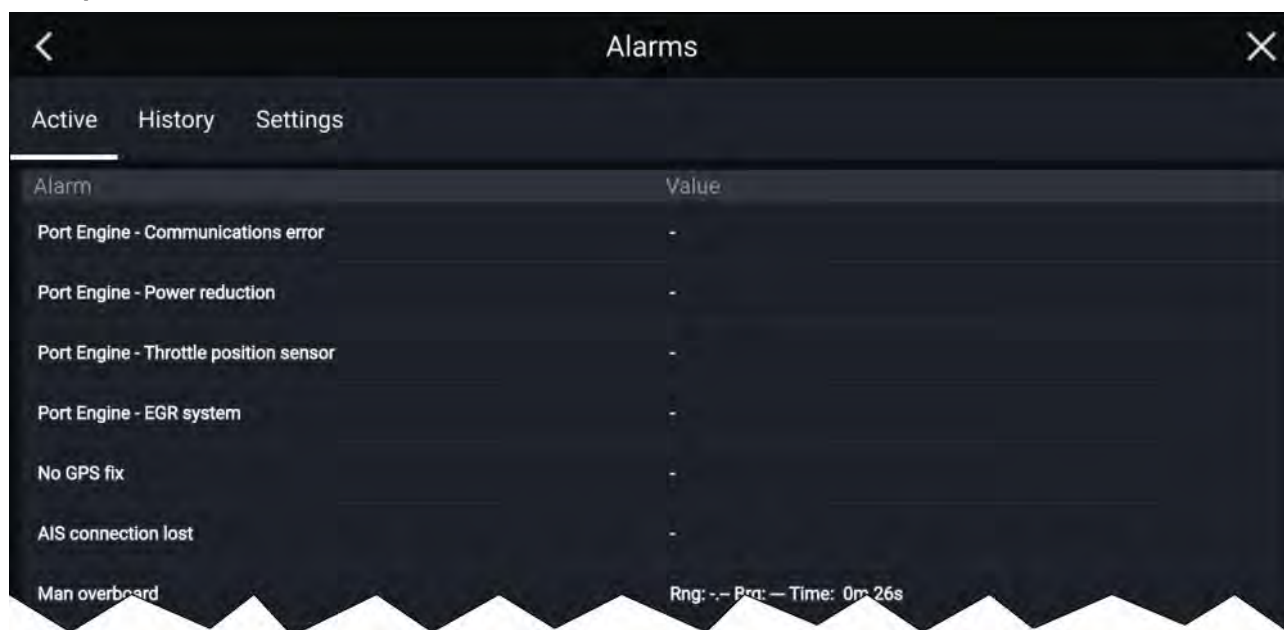 Alarms
Active History Settings
Alarm Value
Port Engine - Communications error -
Port Engine - Power reduction -
Port Engine - Throttle position sensor -
Port Engine - EGR system -
No GPS fix -
AIS connection lost -
Man overboard Rng: -.-- Brg: --- Time: 0m 26s